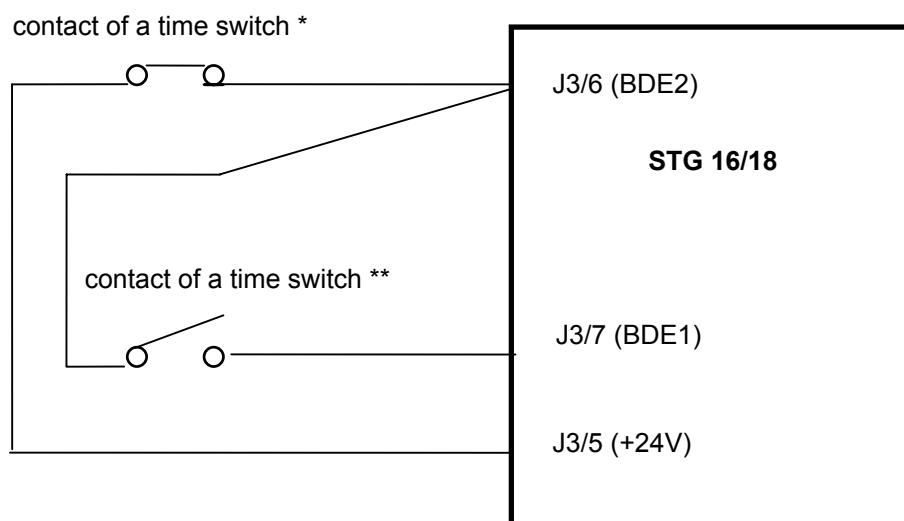 contact of a time switch *
J3/6 (BDE2)
STG 16/18
contact of a time switch **
J3/7 (BDE1)
J3/5 (+24V)